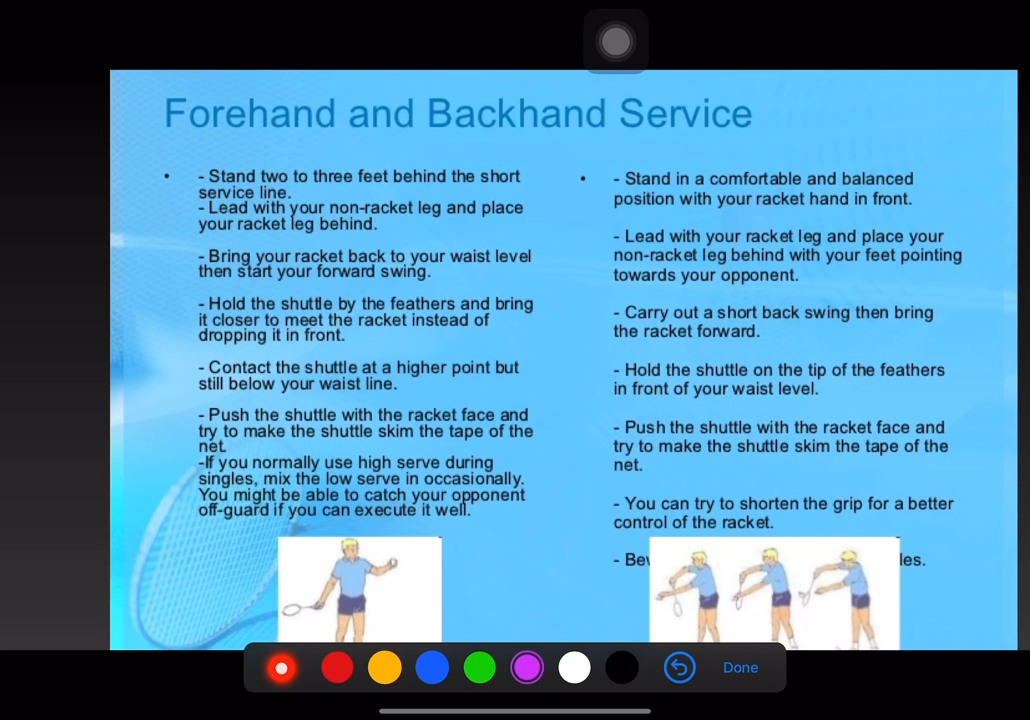 Forehand and Backhand Service
• - Stand two to three feet behind the short
service line.
- Lead with your non-racket leg and place
your racket leg behind.
- Bring your racket back to your waist level
then start your forward swing.
- Hold the shuttle by the feathers and bring
it closer to meet the racket instead of
dropping it in front.
- Contact the shuttle at a higher point but
still below your waist line.
- Push the shuttle with the racket face and
try to make the shuttle skim the tape of the
net.
-If you normally use high serve during
singles, mix the low serve in occasionally.
You might be able to catch your opponent
off-guard if you can execute it well.
• - Stand in a comfortable and balanced
position with your racket hand in front.
- Lead with your racket leg and place your
non-racket leg behind with your feet pointing
towards your opponent.
- Carry out a short back swing then bring
the racket forward.
- Hold the shuttle on the tip of the feathers
in front of your waist level.
- Push the shuttle with the racket face and
try to make the shuttle skim the tape of the
net.
- You can try to shorten the grip for a better
control of the racket.
-
Done